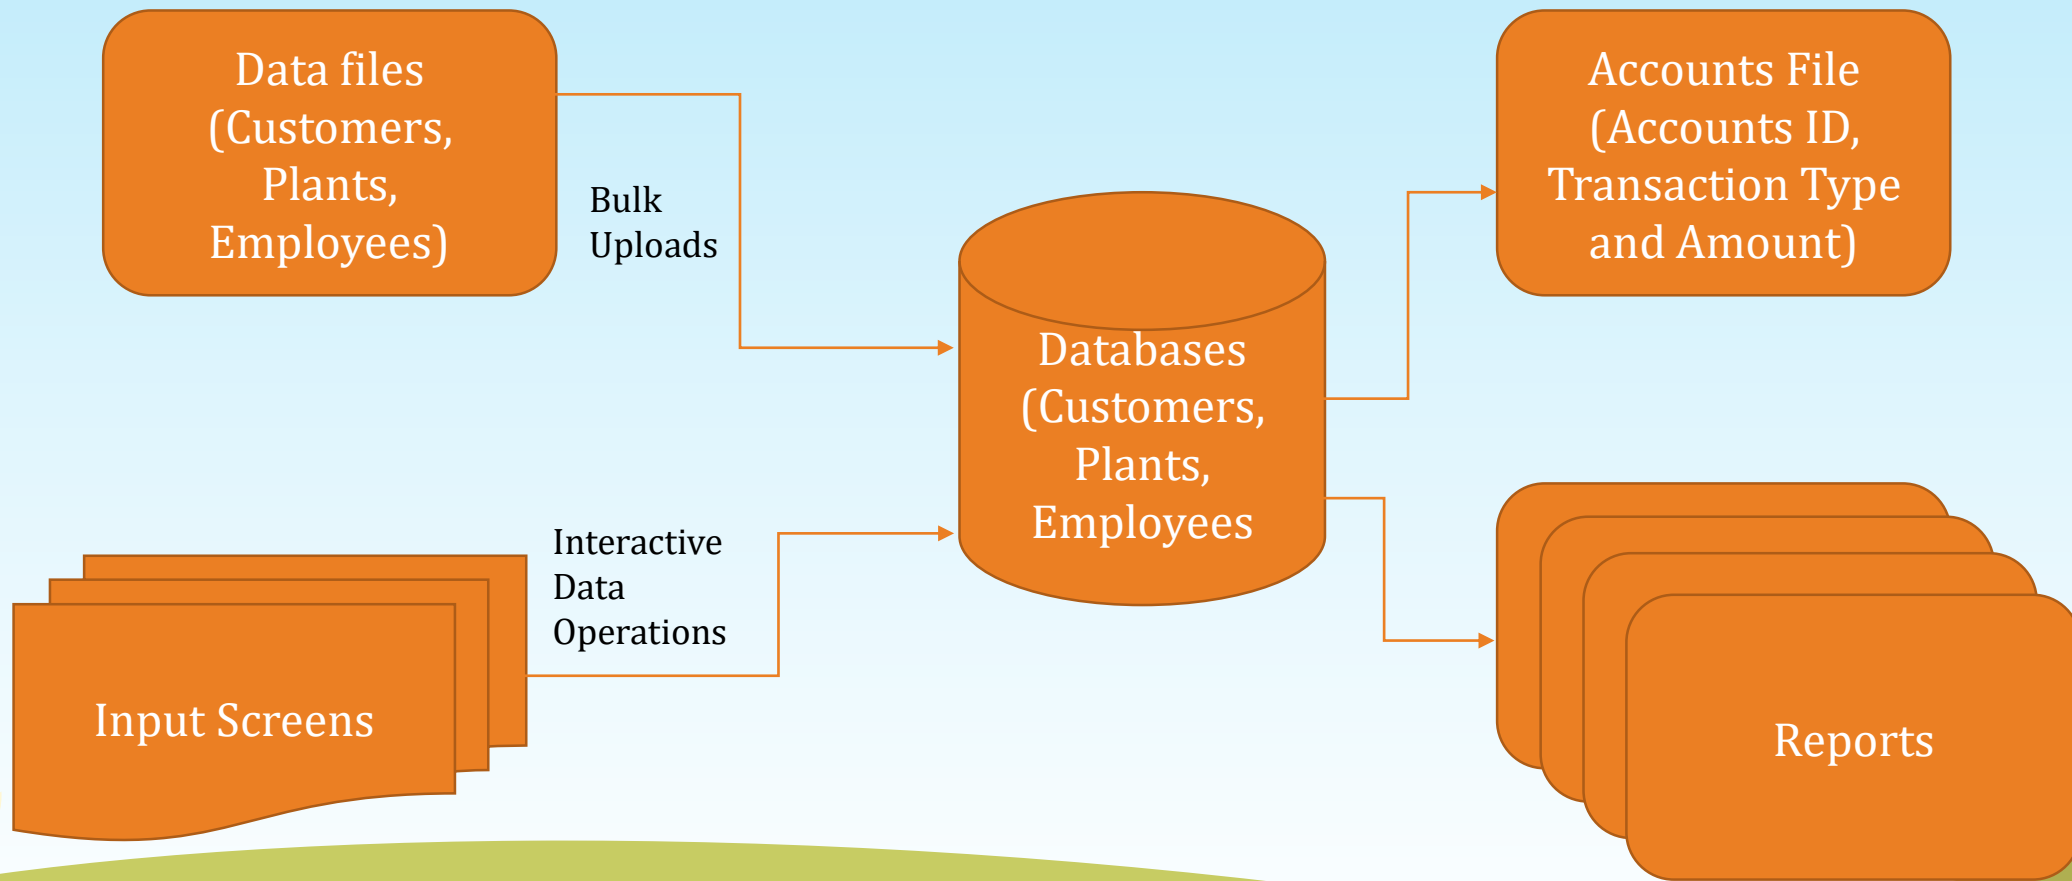 Data files
(Customers,
Plants,
Employees)
Bulk
Uploads
Input Screens
Interactive
Data
Operations
Databases
(Customers,
Plants,
Employees
Accounts File
(Accounts ID,
Transaction Type
and Amount)
Reports